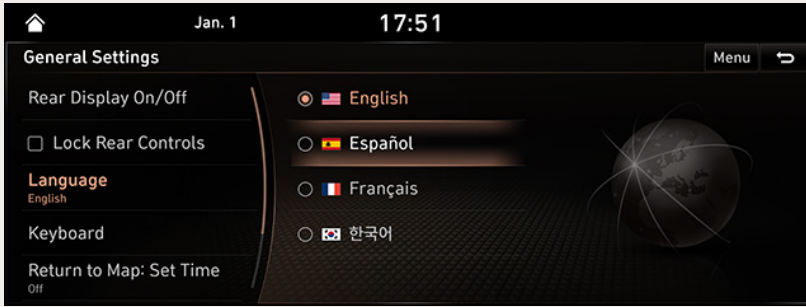 Jan. 1
17:51
General Settings
Menu
Rear Display On/Off
Lock Rear Controls
Language
English
Keyboard
Return to Map: Set Time
Off
English
Español
Français
한국어